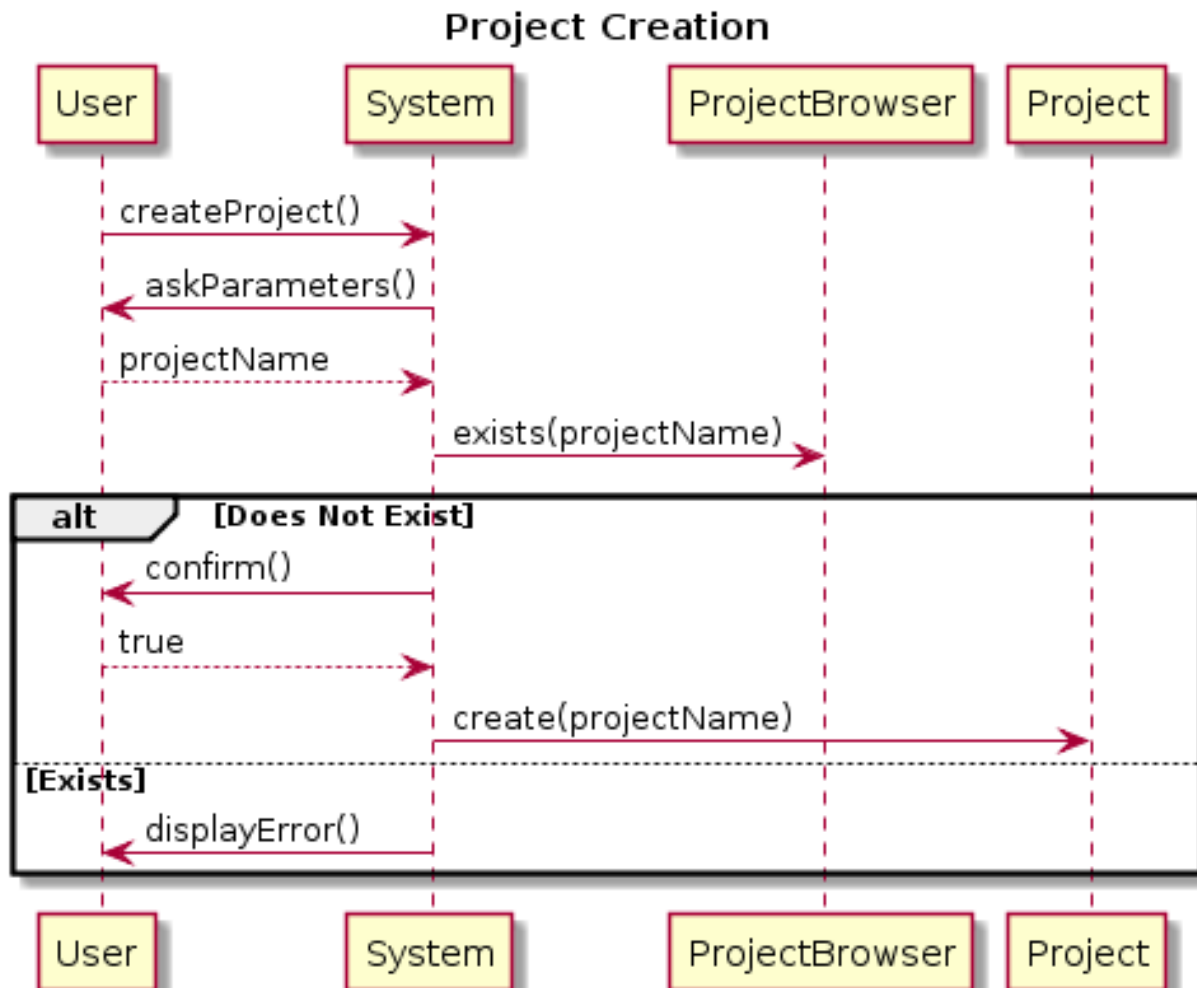 Project Creation
User System ProjectBrowser Project
createProject()
askParameters()
projectName
exists(projectName)
alt [Does Not Exist]
confirm()
true
create(projectName)
[Exists]
displayError()
User System ProjectBrowser Project